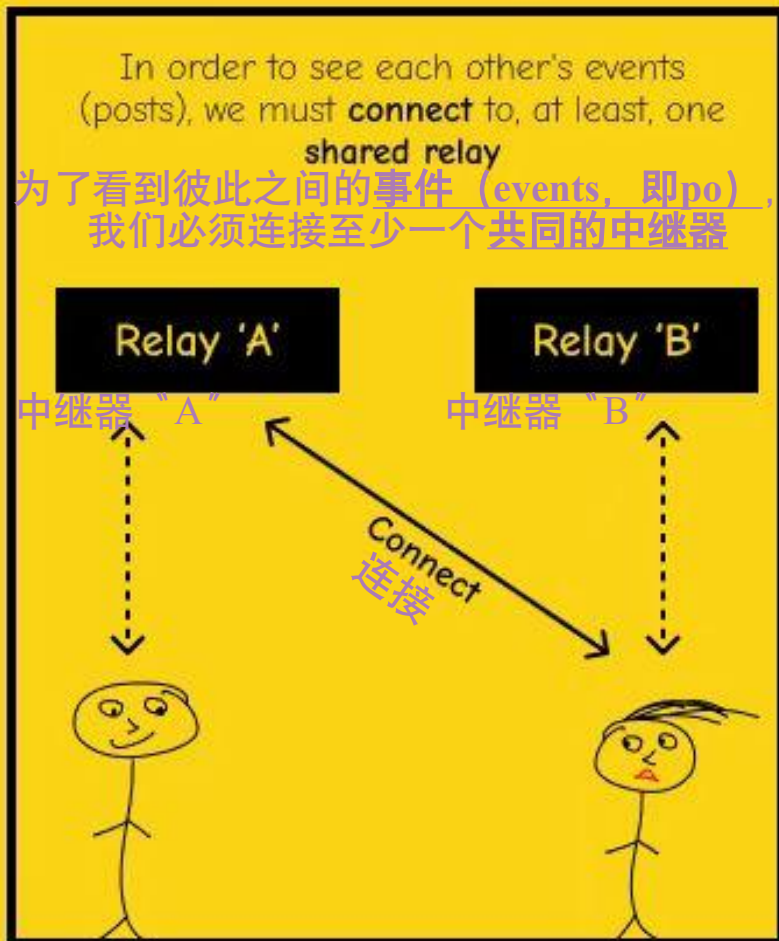 In order to see each other's events
(posts), we must connect to, at least, one
shared relay
为了看到彼此之间的事件（events，即po），
我们必须连接至少一个共同的中继器
Relay 'A'
Relay 'B'
中继器“A”
中继器“B”
Connect
连接